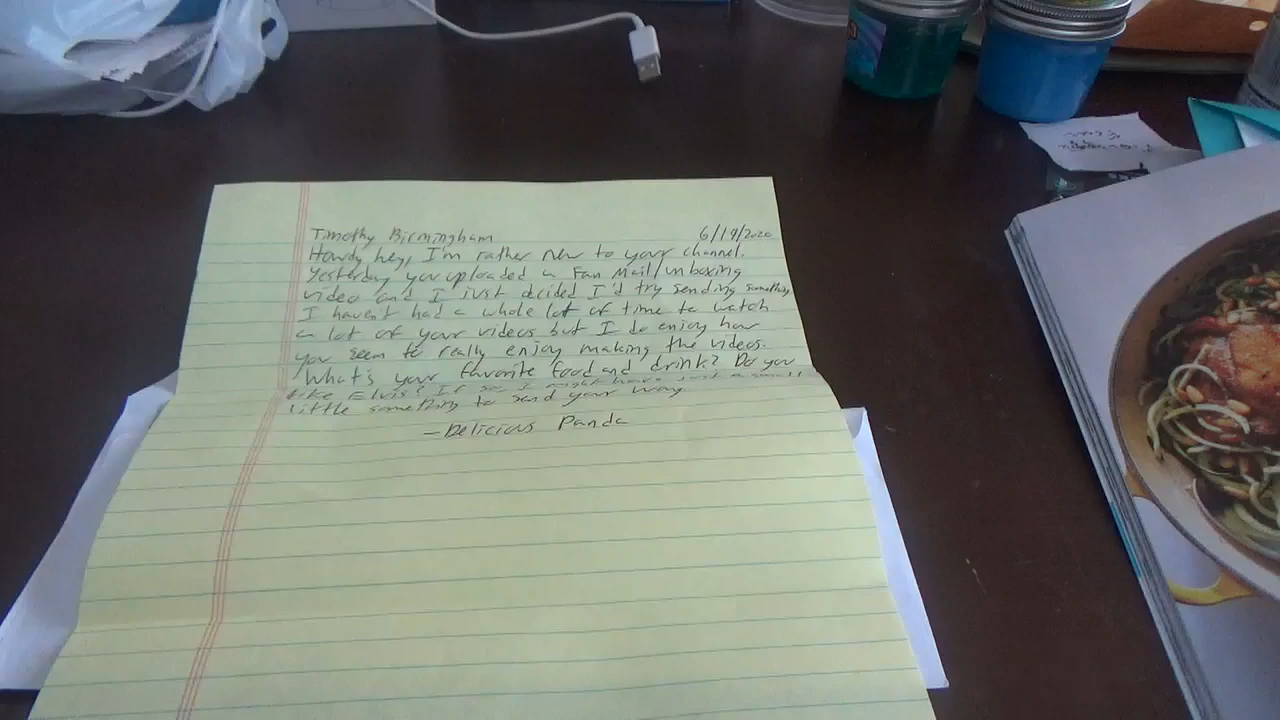 Timothy Birmingham 6/19/2020
Howdy hey, I'm rather new to your channel.
Yesterday you uploaded a Fan Mail/unboxing
video and I just decided I'd try sending something
I haven't had a whole lot of time to watch
a lot of your videos but I do enjoy how
you seem to really enjoy making the videos.
What's your favorite food and drink? Do you
like Elvis? If so I might have just a small
little something to send your way
-Delicious Panda